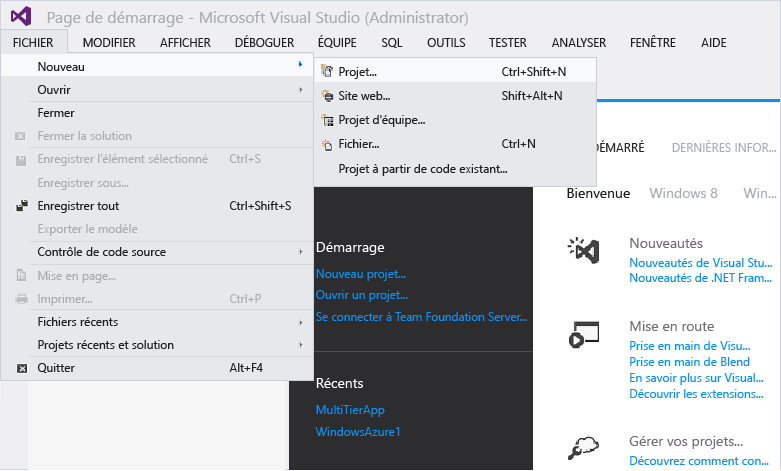 Page de démarrage - Microsoft Visual Studio (Administrator)
FICHIER MODIFIER AFFICHER DÉBOGUER ÉQUIPE SQL OUTILS TESTER ANALYSER FENÊTRE AIDE
Nouveau
Ouvrir
Fermer
Fermer la solution
Enregistrer l'élément sélectionné Ctrl+S
Enregistrer sous...
Enregistrer tout Ctrl+Shift+S
Exporter le modèle
Contrôle de code source
Mise en page...
Imprimer... Ctrl+P
Fichiers récents
Projets récents et solution
Quitter Alt+F4
Projet... Ctrl+Shift+N
Site web... Shift+Alt+N
Projet d'équipe...
Fichier... Ctrl+N
Projet à partir de code existant...
Démarrage
Nouveau projet...
Ouvrir un projet...
Se connecter à Team Foundation Server...
Récents
MultiTierApp
WindowsAzure1
DÉMARRÉ DERNIÈRES INFOR...
Bienvenue Windows 8 Win...
Nouveautés
Nouveautés de Visual Stu...
Nouveautés de .NET Fram...
Mise en route
Prise en main de Visu...
Prise en main de Blend
En savoir plus sur Visual...
Découvrir les extensions...
Gérer vos projets...
Découvrez comment con...